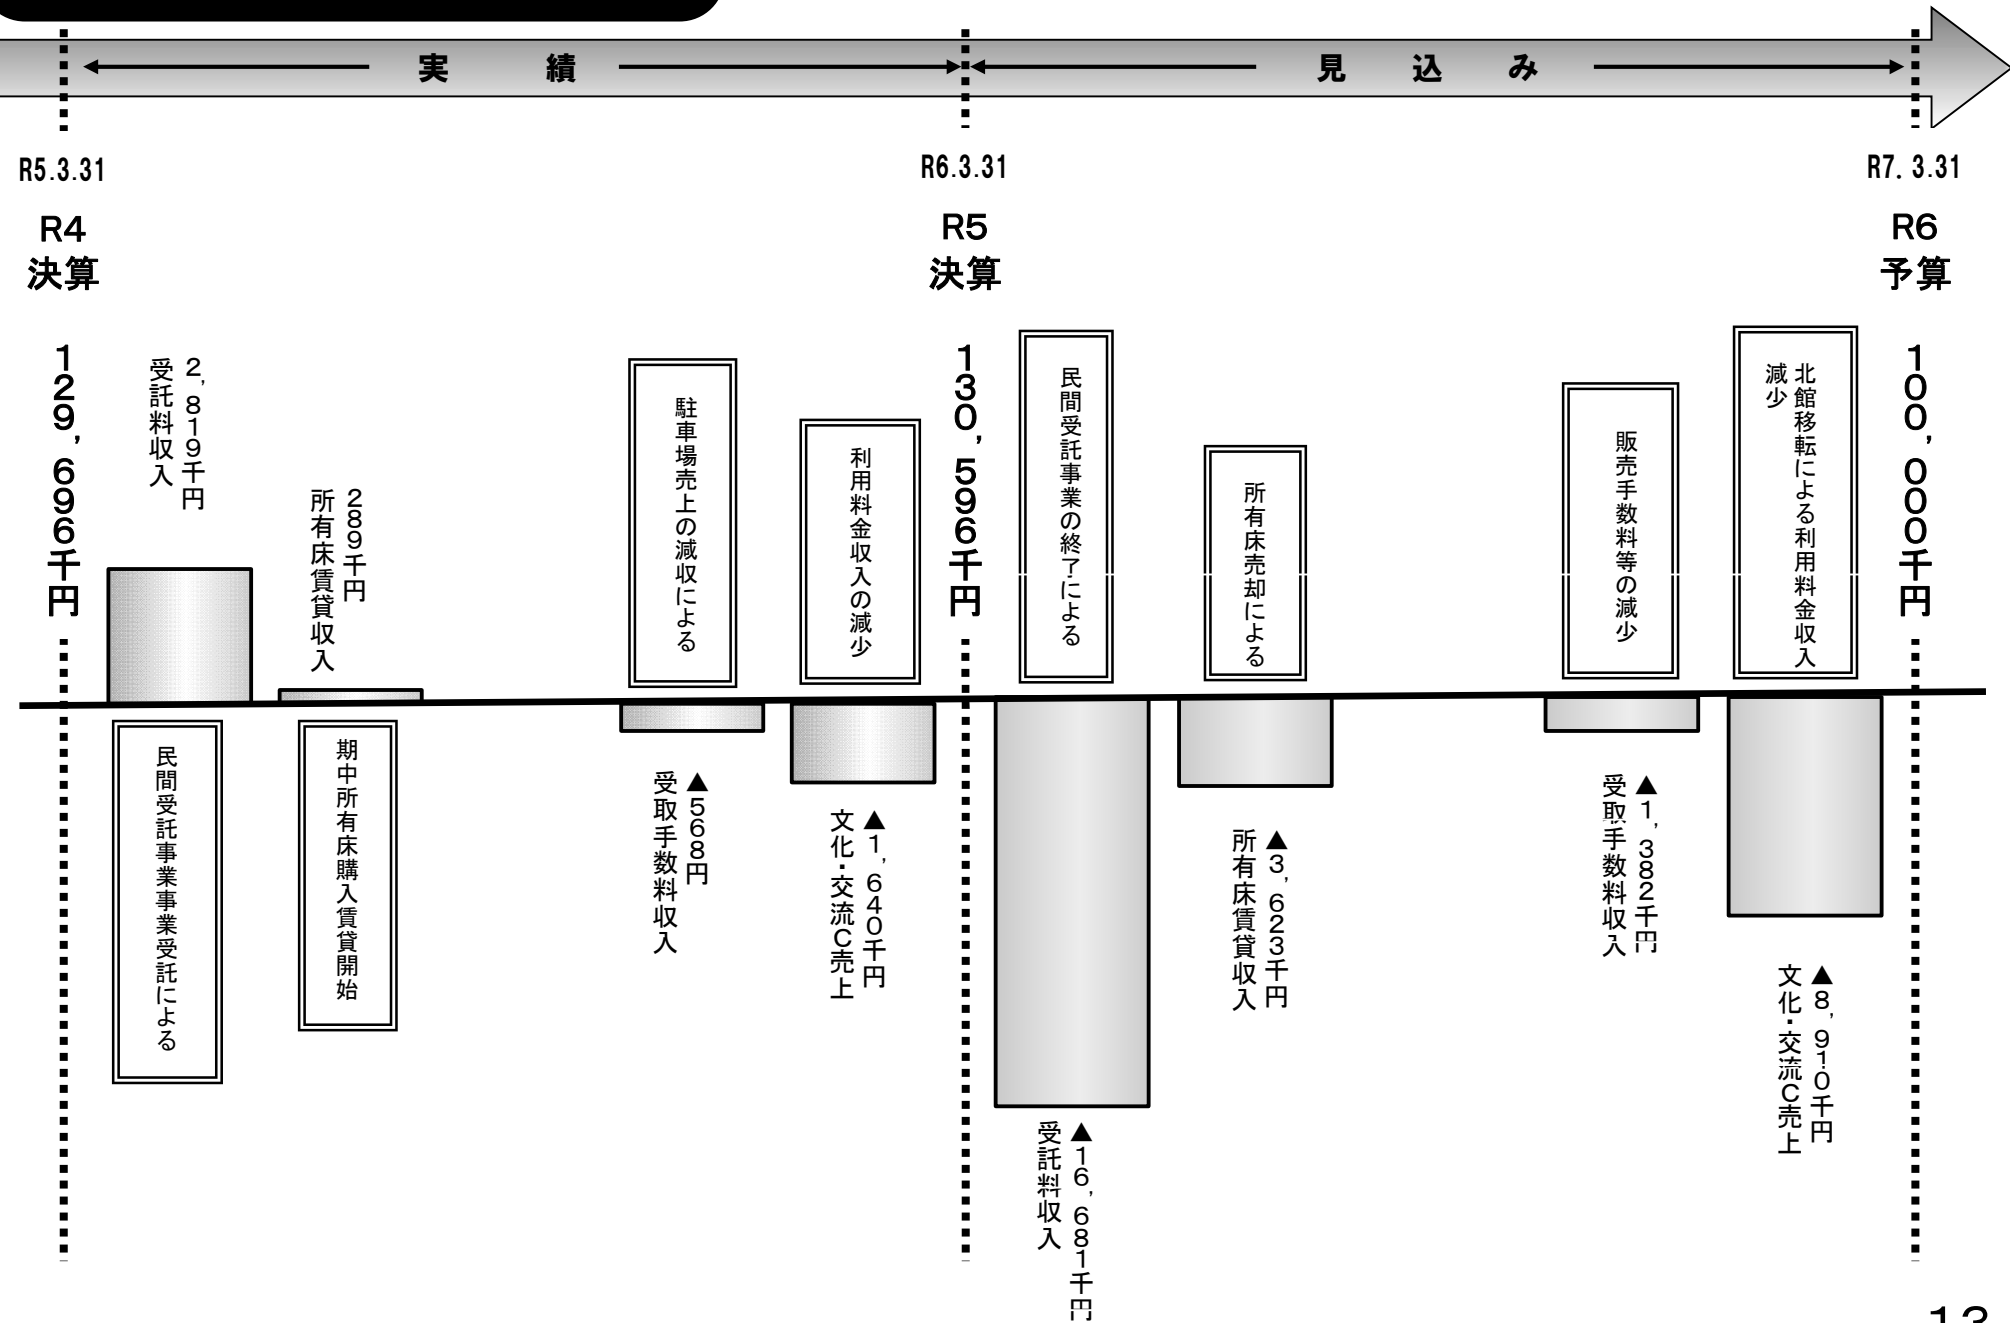 実績
見込み
R5.3.31
R6.3.31
R7.3.31
R4
決算
R5
決算
R6
予算
129,696千円
2,819千円
受託料収入
民間受託事業事業受託による
289千円
所有床賃貸収入
期中所有床購入賃貸開始
駐車場売上の減収による
▲568円
受取手数料収入
利用料金収入の減少
▲1,640千円
文化・交流C売上
130,596千円
民間受託事業の終了による
▲16,681千円
受託料収入
所有床売却による
▲3,623千円
所有床賃貸収入
販売手数料等の減少
▲1,382千円
受取手数料収入
北館移転による利用料金収入
減少
▲8,910千円
文化・交流C売上
100,000千円
13